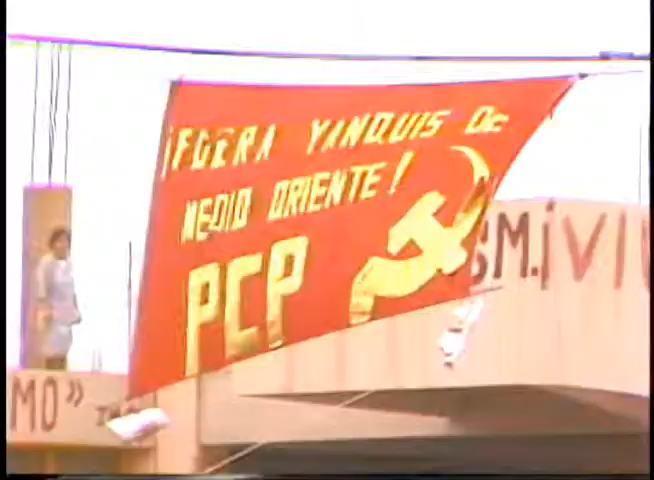 ¡FUERA YANQUIS DE
MEDIO ORIENTE!
PCP
SM. ¡VIV
MO»